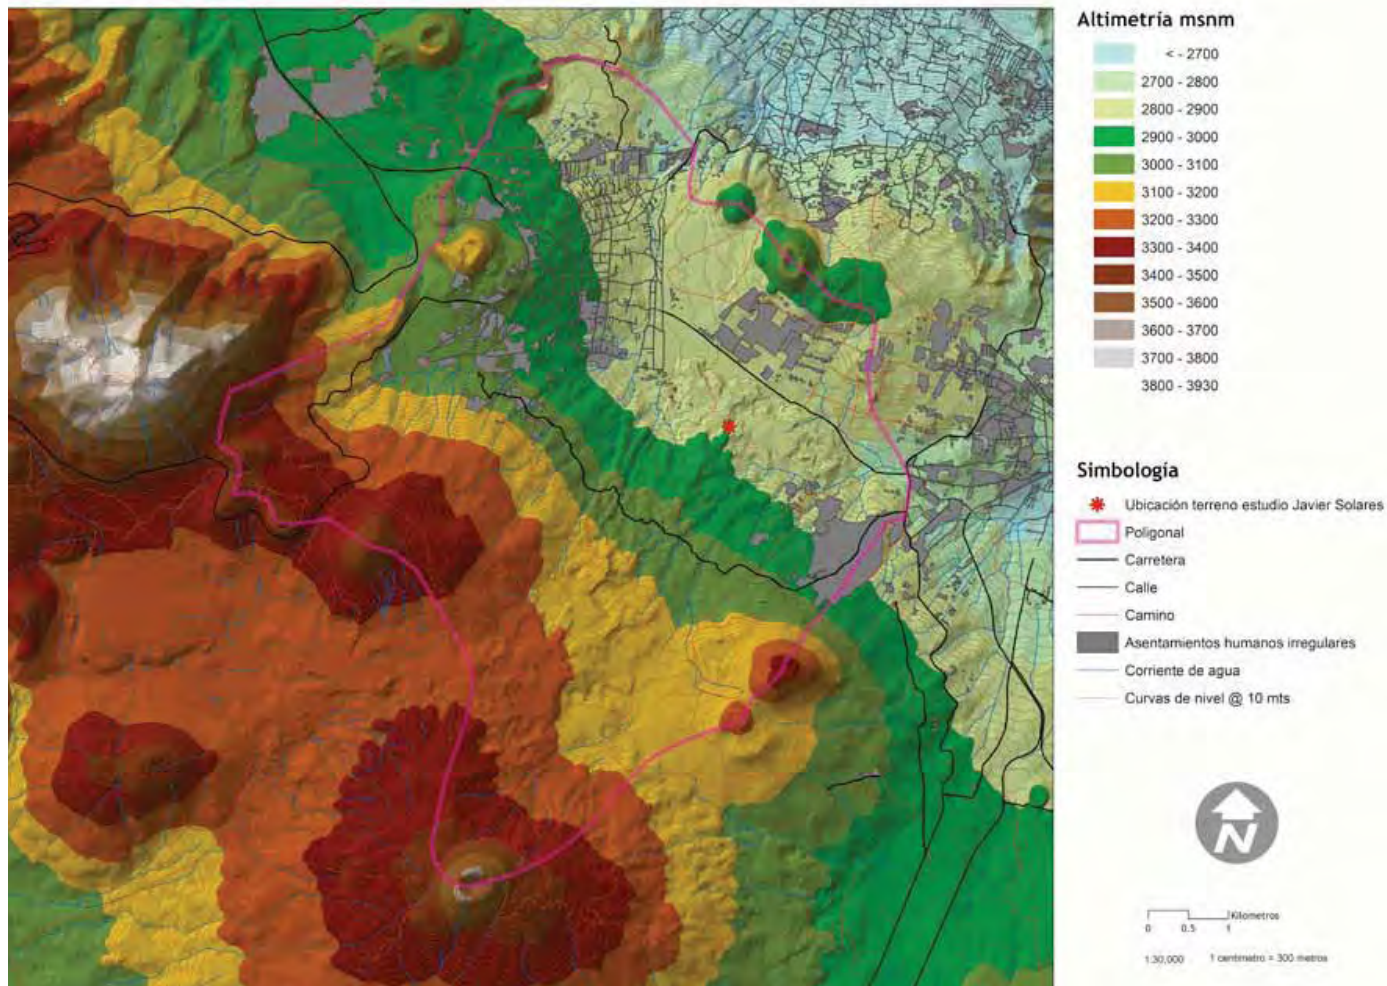 Altimetría msnm
< - 2700
2700 - 2800
2800 - 2900
2900 - 3000
3000 - 3100
3100 - 3200
3200 - 3300
3300 - 3400
3400 - 3500
3500 - 3600
3600 - 3700
3700 - 3800
3800 - 3930
Simbología
Ubicación terreno estudio Javier Solares
Poligonal
Carretera
Calle
Camino
Asentamientos humanos irregulares
Corriente de agua
Curvas de nivel @ 10 mts
N
Kilometros
0 0.5 1
1:30,000 1 centimetro = 300 metros